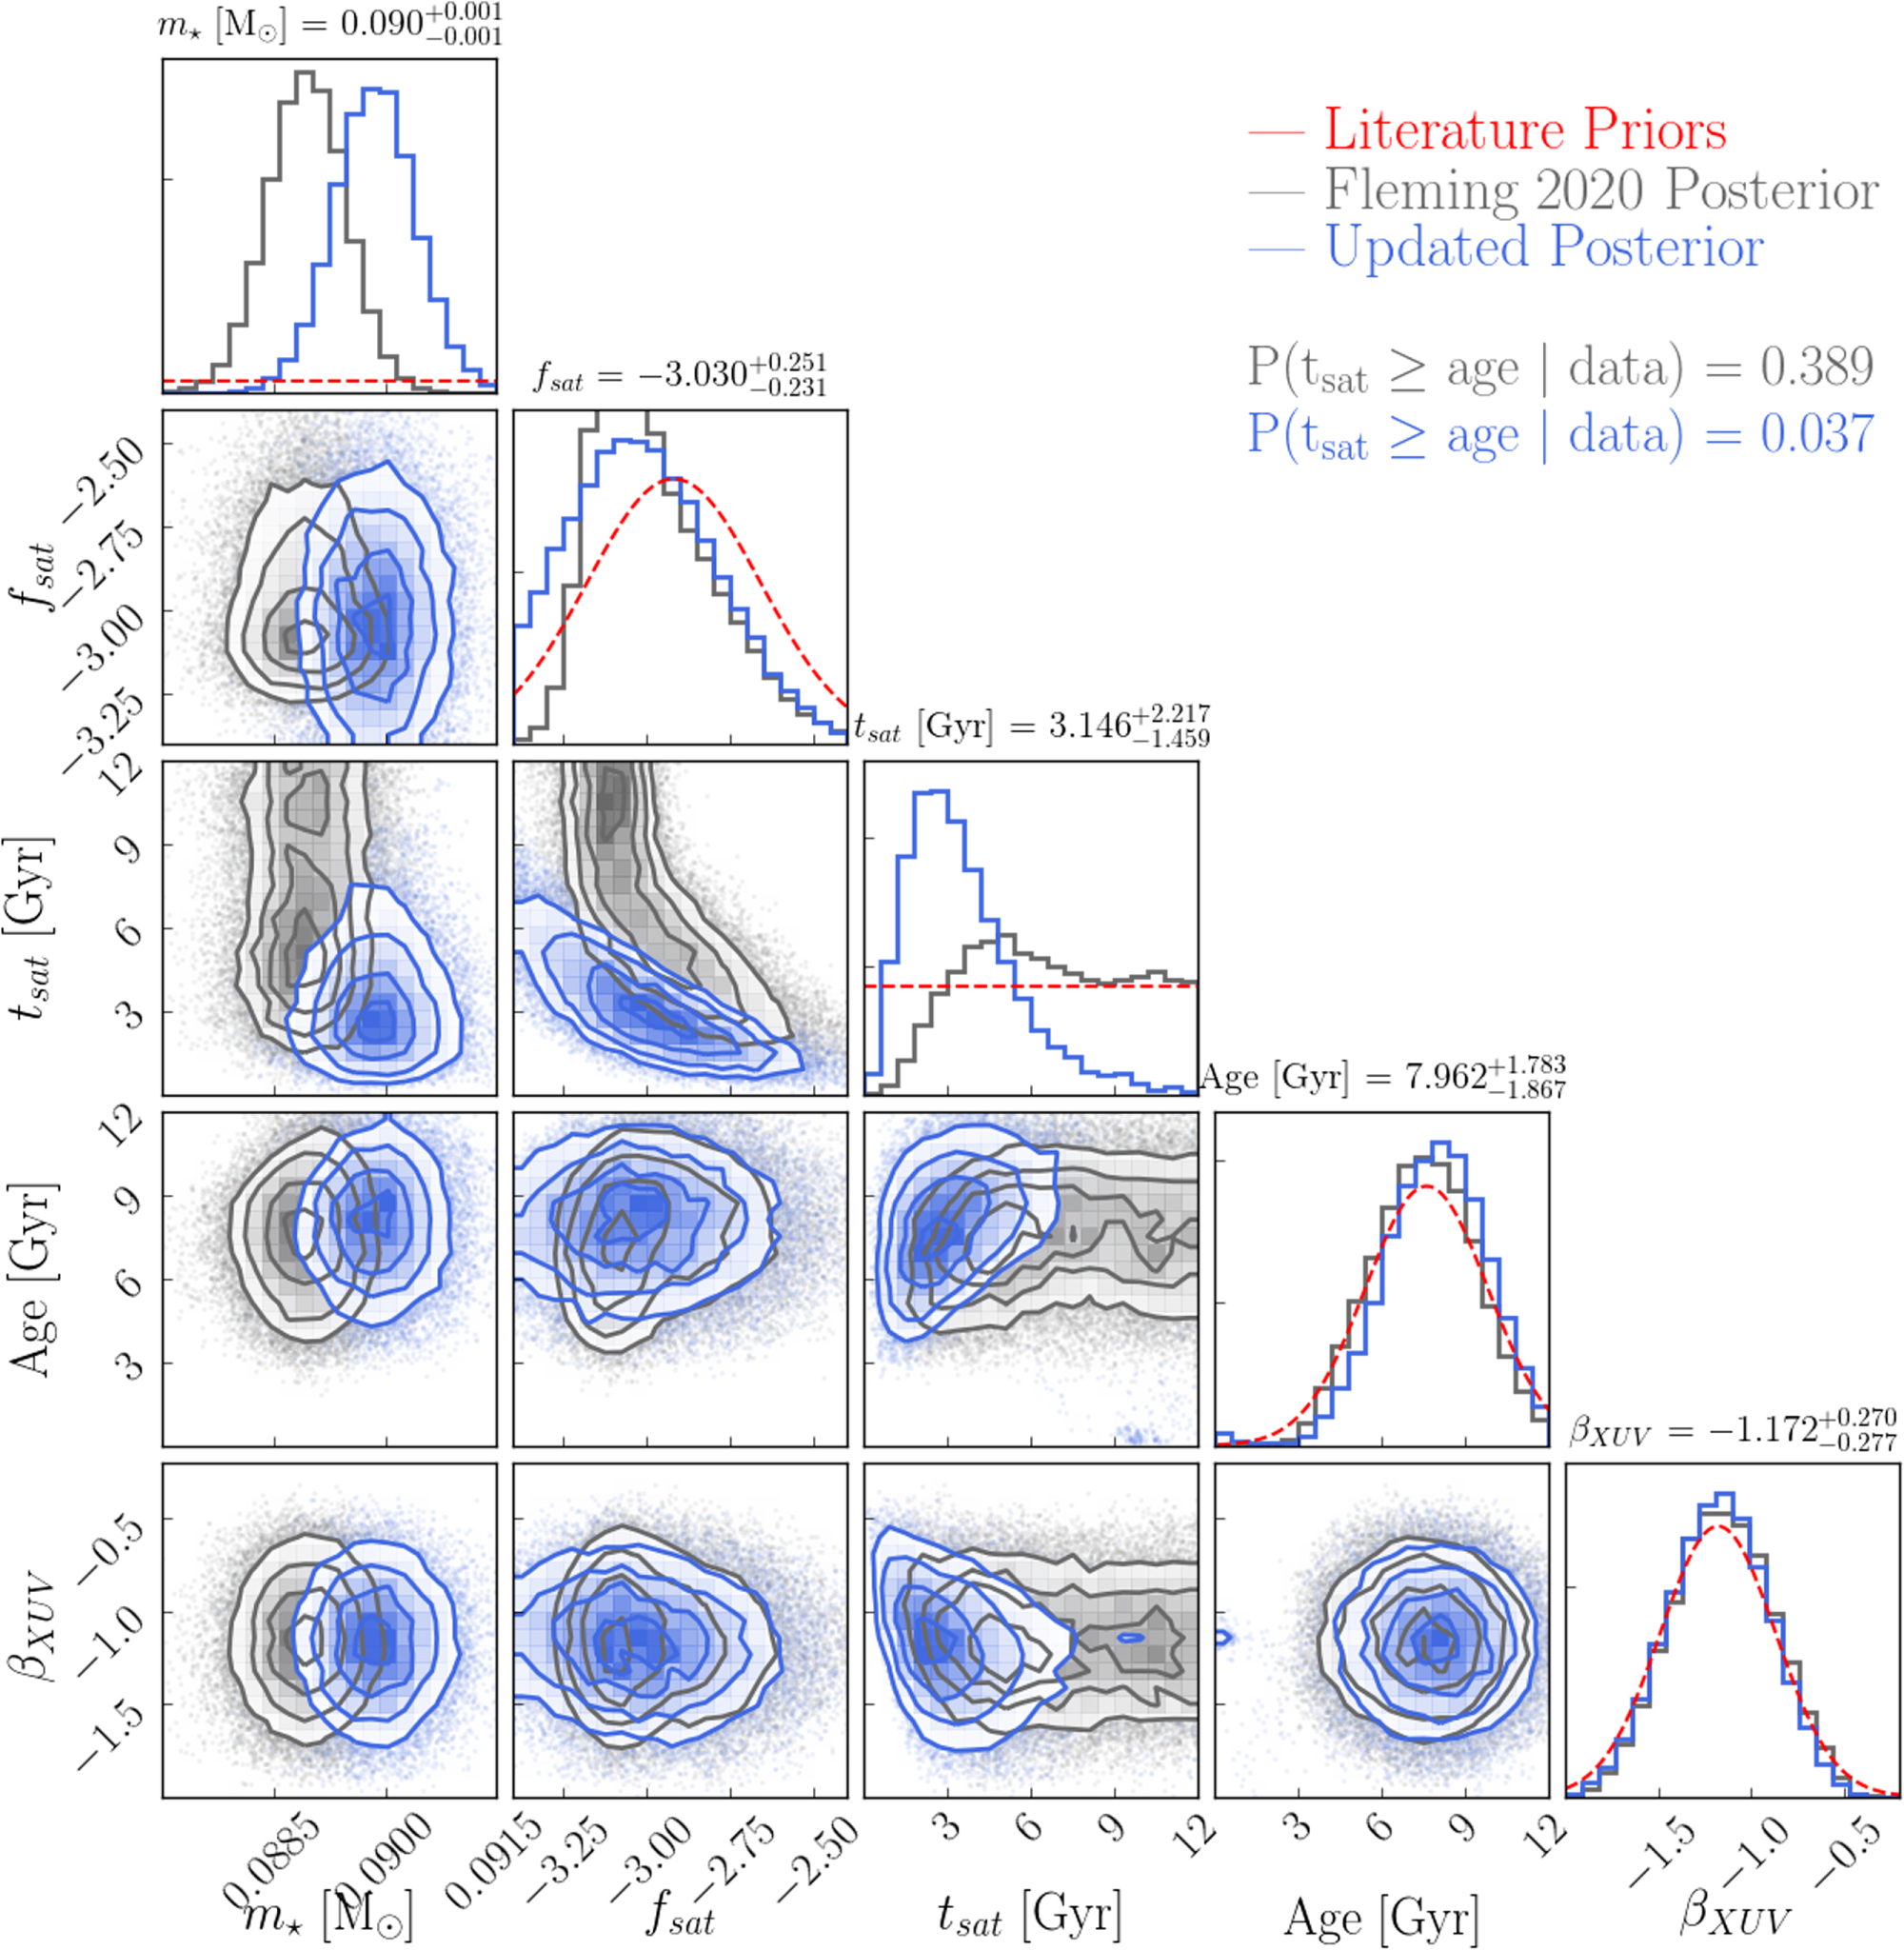 m⋆ [M⊙] = 0.090 +0.001 −0.001
Literature Priors
Fleming 2020 Posterior
Updated Posterior
P(tsat ≥ age | data) = 0.389
P(tsat ≥ age | data) = 0.037
fsat = −3.030 +0.251 −0.231
fsat
−2.50
−2.75
−3.00
−3.25
tsat [Gyr] = 3.146 +2.217 −1.459
tsat [Gyr]
12
9
6
3
Age [Gyr] = 7.962 +1.783 −1.867
Age [Gyr]
12
9
6
3
βXUV = −1.172 +0.270 −0.277
βXUV
−0.5
−1.0
−1.5
0.0885 0.0900 0.0915
−3.25 −3.00 −2.75 −2.50
3 6 9 12
3 6 9 12
−1.5 −1.0 −0.5
m⋆ [M⊙]
fsat
tsat [Gyr]
Age [Gyr]
βXUV